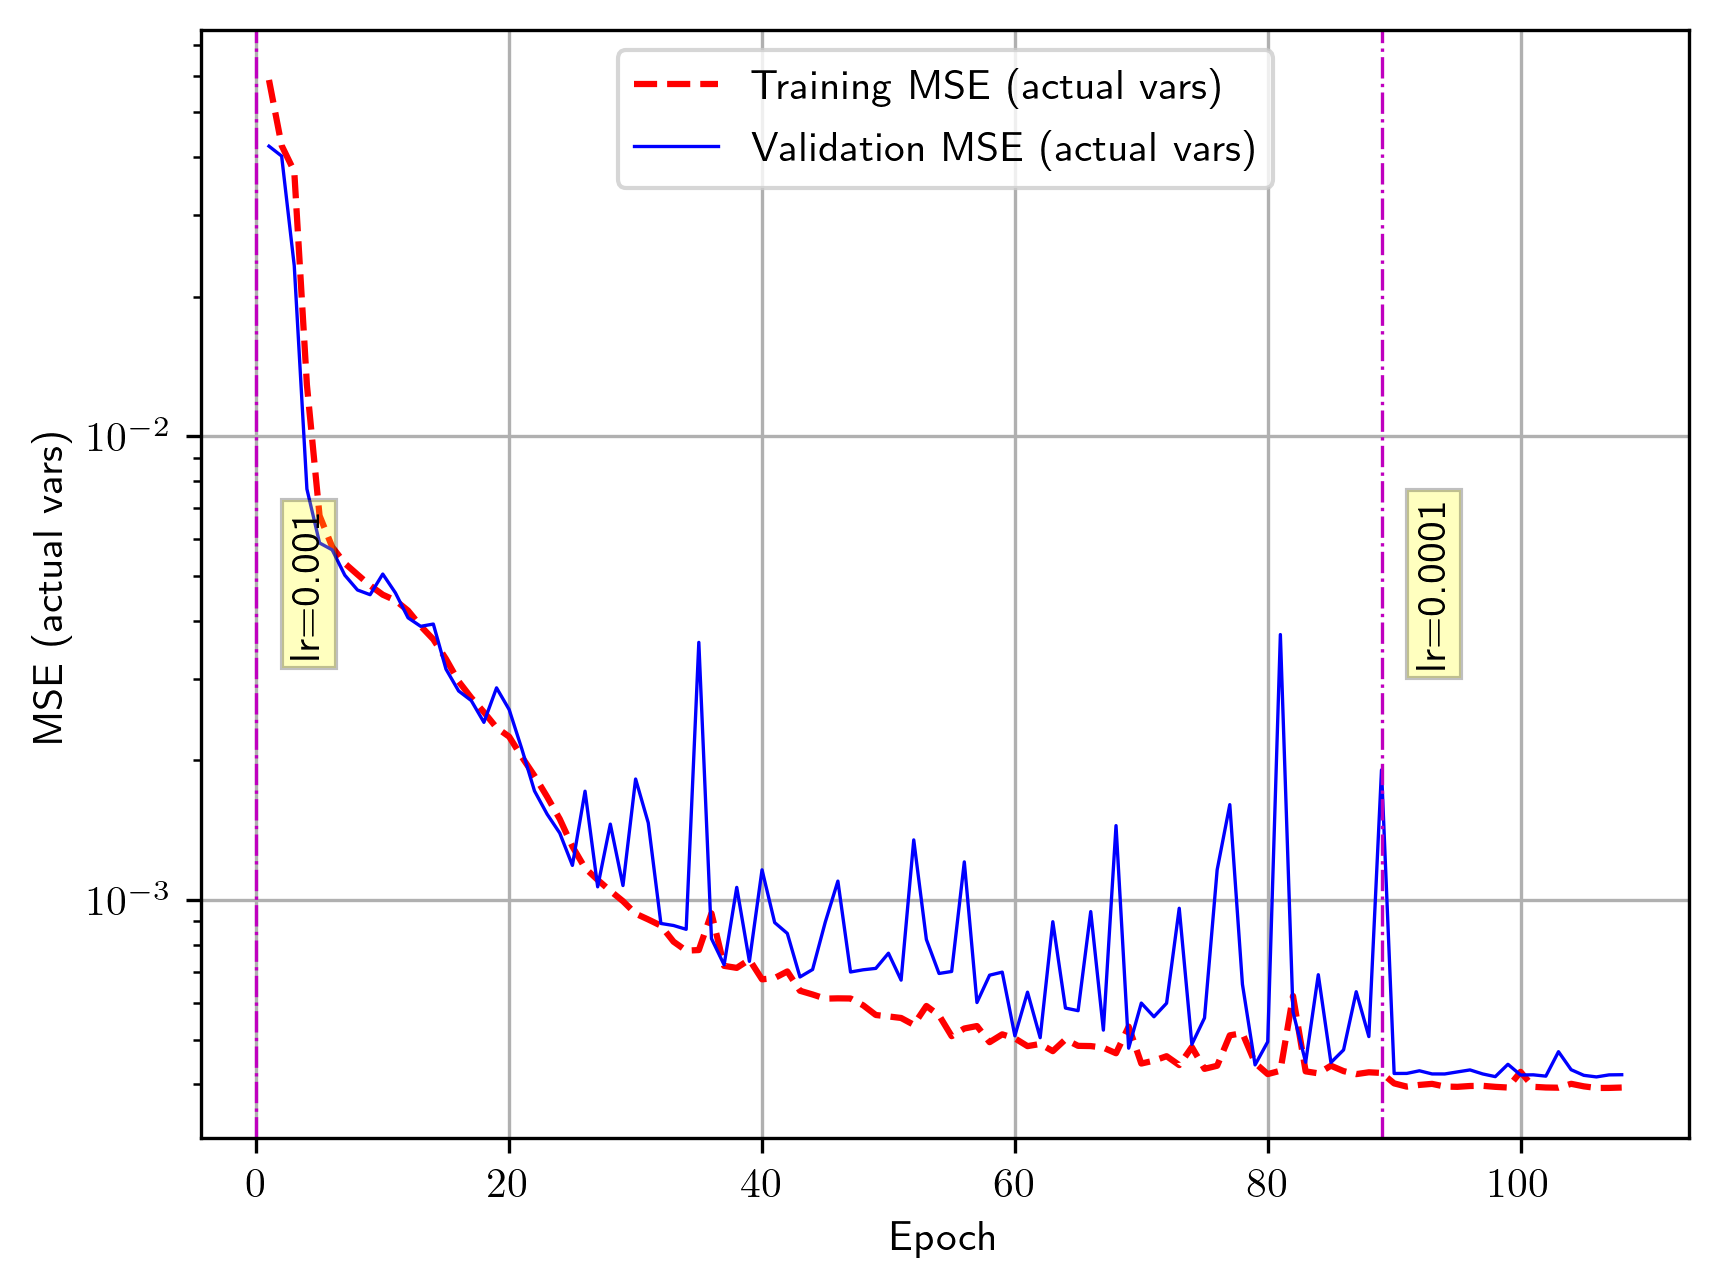 Training MSE (actual vars)
Validation MSE (actual vars)
MSE (actual vars)
10⁻²
10⁻³
lr=0.001
lr=0.0001
0 20 40 60 80 100
Epoch